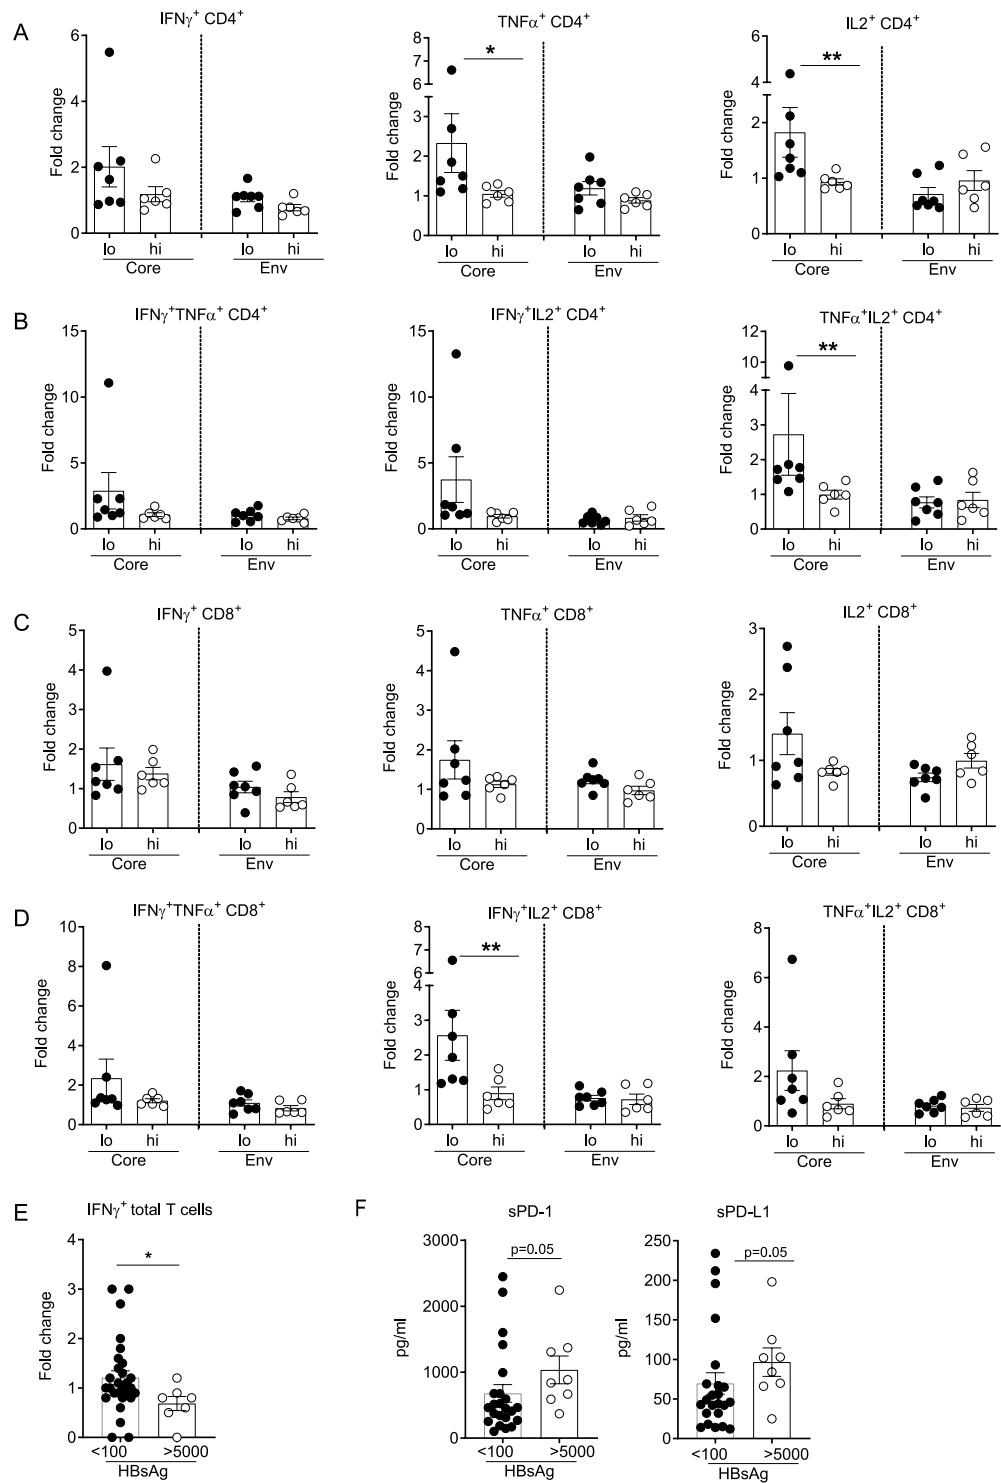 A
IFNγ⁺ CD4⁺
TNFα⁺ CD4⁺
IL2⁺ CD4⁺
Fold change
6
4
2
0
lo hi lo hi
Core Env
Fold change
8
7
6
5
4
3
2
1
0
*
lo hi lo hi
Core Env
Fold change
6
4
2
1
0
**
lo hi lo hi
Core Env
B
IFNγ⁺TNFα⁺ CD4⁺
IFNγ⁺IL2⁺ CD4⁺
TNFα⁺IL2⁺ CD4⁺
Fold change
15
10
5
0
lo hi lo hi
Core Env
Fold change
15
10
5
0
lo hi lo hi
Core Env
Fold change
12
10
8
6
4
3
2
1
0
**
lo hi lo hi
Core Env
C
IFNγ⁺ CD8⁺
TNFα⁺ CD8⁺
IL2⁺ CD8⁺
Fold change
5
4
3
2
1
0
lo hi lo hi
Core Env
Fold change
5
4
3
2
1
0
lo hi lo hi
Core Env
Fold change
3
2
1
0
lo hi lo hi
Core Env
D
IFNγ⁺TNFα⁺ CD8⁺
IFNγ⁺IL2⁺ CD8⁺
TNFα⁺IL2⁺ CD8⁺
Fold change
10
8
6
4
2
0
lo hi lo hi
Core Env
Fold change
8
7
6
4
3
2
1
0
**
lo hi lo hi
Core Env
Fold change
8
6
4
2
0
lo hi lo hi
Core Env
E
IFNγ⁺ total T cells
Fold change
4
3
2
1
0
*
<100 >5000
HBsAg
F
sPD-1
sPD-L1
pg/ml
3000
2000
1000
0
p=0.05
<100 >5000
HBsAg
pg/ml
250
200
150
100
50
0
p=0.05
<100 >5000
HBsAg